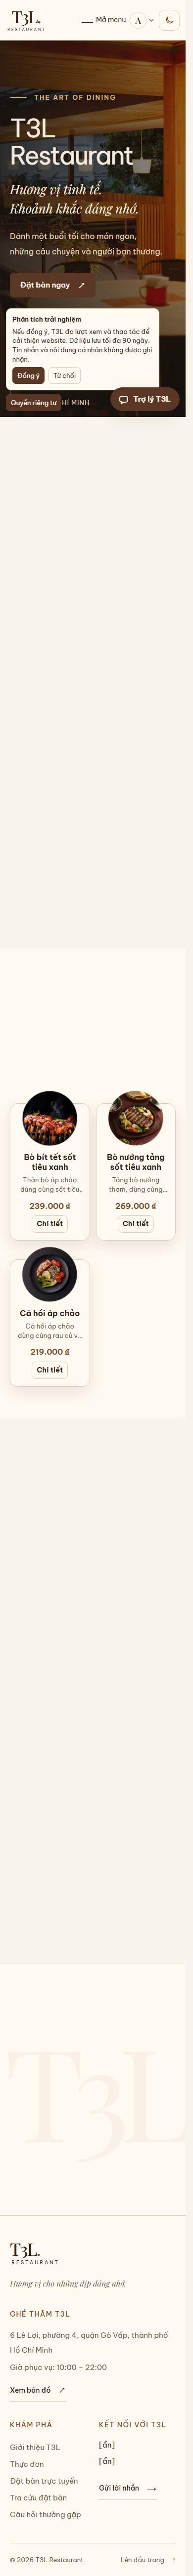 T3L.
RESTAURANT
Mở menu
A
THE ART OF DINING
T3L
Restaurant
Hương vị tinh tế.
Khoảnh khắc đáng nhớ.
Dành một buổi tối cho món ngon,
những câu chuyện và người bạn thương.
Đặt bàn ngay ↗
Phân tích trải nghiệm
Nếu đồng ý, T3L đo lượt xem và thao tác để
cải thiện website. Dữ liệu lưu tối đa 90 ngày.
Tin nhắn và nội dung cá nhân không được ghi
nhận.
Đồng ý
Từ chối
Quyền riêng tư
HÍ MINH
Trợ lý T3L
Bò bít tết sốt
tiêu xanh
Thăn bò áp chảo
dùng cùng sốt tiêu...
239.000 ₫
Chi tiết
Bò nướng tảng
sốt tiêu xanh
Tảng bò nướng
thơm, dùng cùng...
269.000 ₫
Chi tiết
Cá hồi áp chảo
Cá hồi áp chảo
dùng cùng rau củ v...
219.000 ₫
Chi tiết
T3L
T3L.
RESTAURANT
Hương vị cho những dịp đáng nhớ.
GHÉ THĂM T3L
6 Lê Lợi, phường 4, quận Gò Vấp, thành phố
Hồ Chí Minh
Giờ phục vụ: 10:00 – 22:00
Xem bản đồ ↗
KHÁM PHÁ
Giới thiệu T3L
Thực đơn
Đặt bàn trực tuyến
Tra cứu đặt bàn
Câu hỏi thường gặp
KẾT NỐI VỚI T3L
[ẩn]
[ẩn]
Gửi lời nhắn →
© 2026 T3L Restaurant.
Lên đầu trang ↑